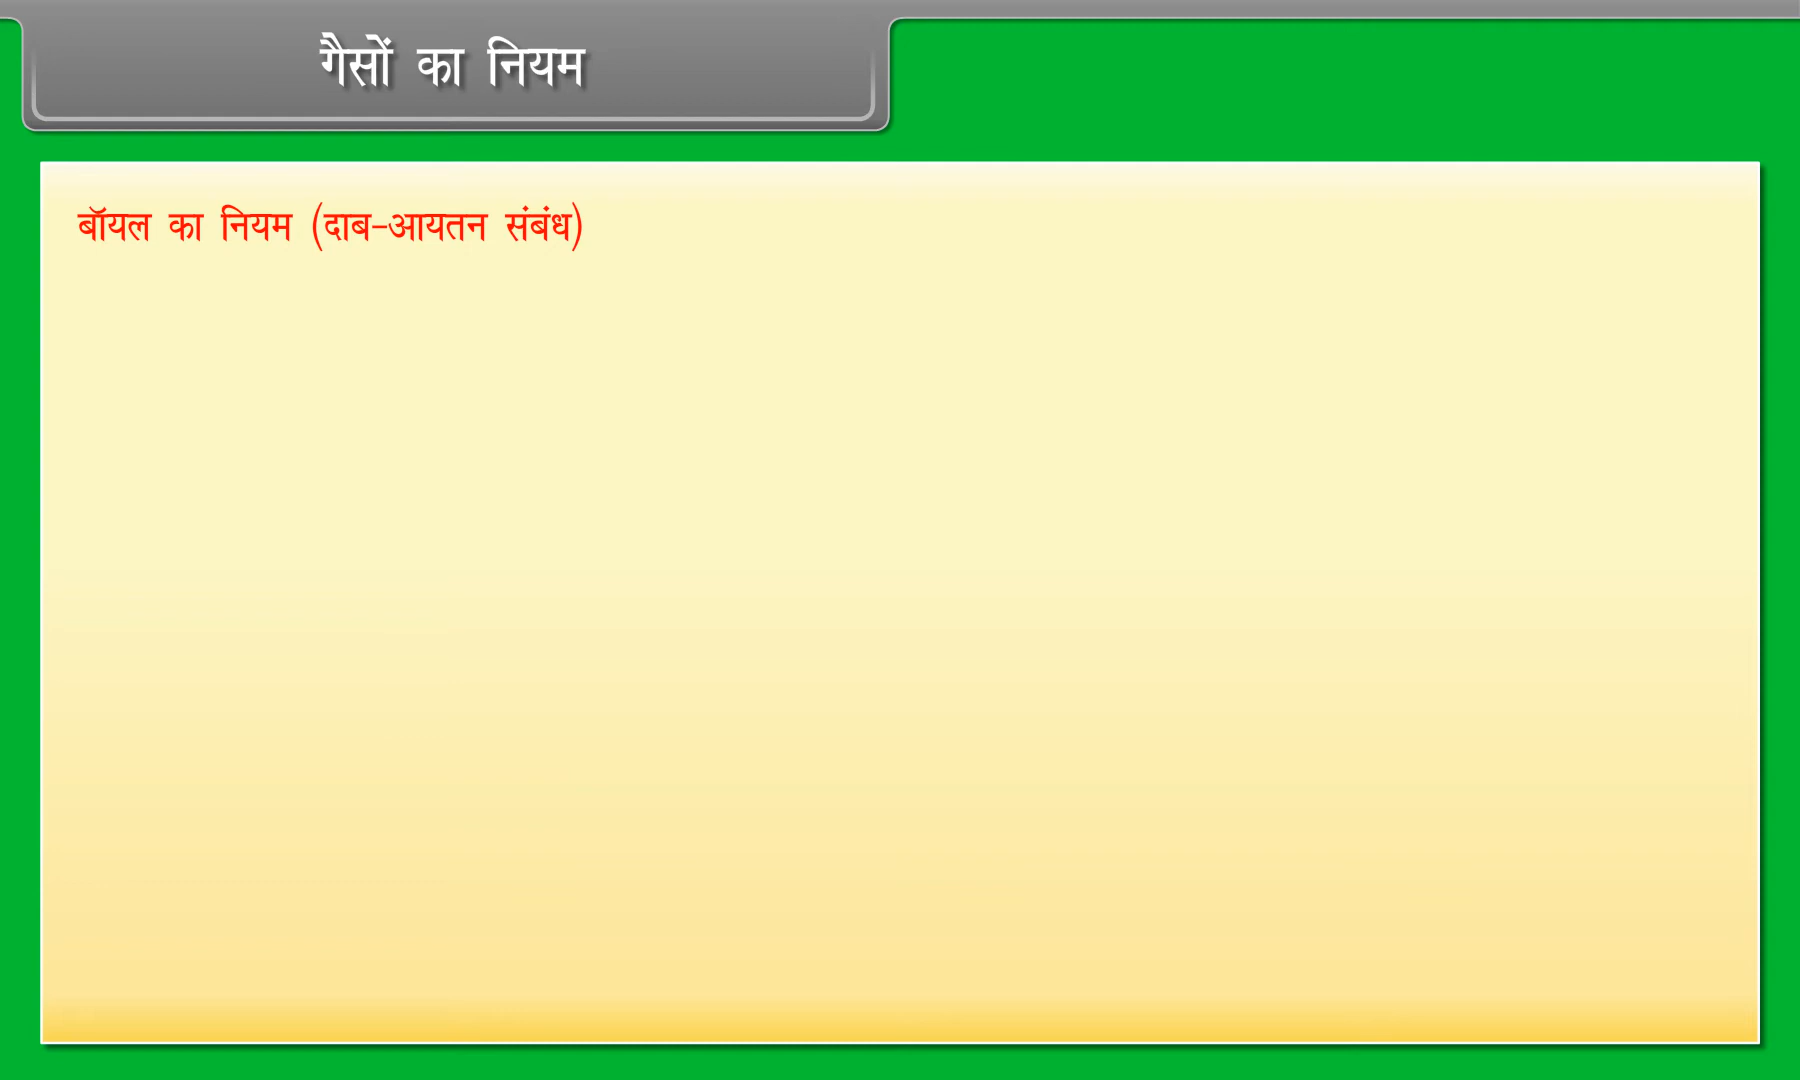 गैसों का नियम
बॉयल का नियम (दाब-आयतन संबंध)